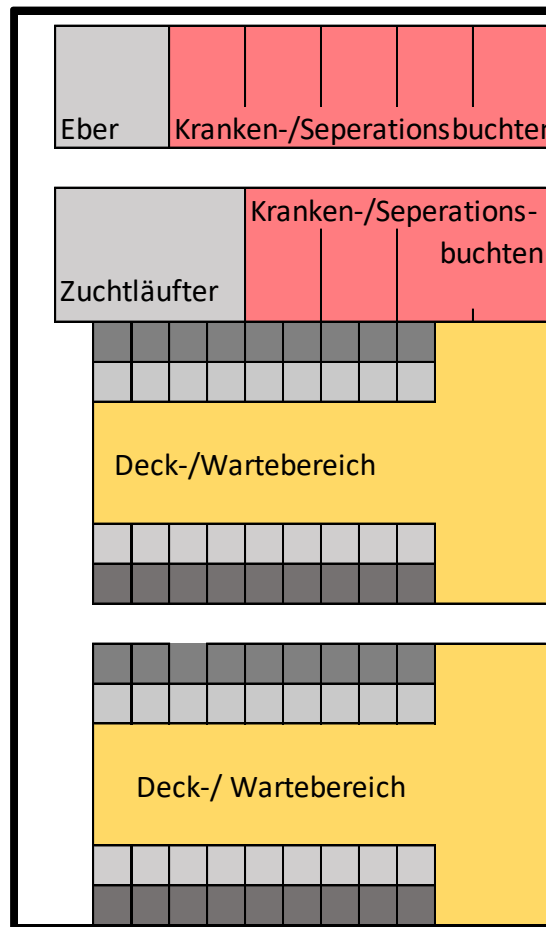 Eber
Kranken-/Seperationsbuchten
Kranken-/Seperations-
buchten
Zuchtläufter
Deck-/Wartebereich
Deck-/ Wartebereich